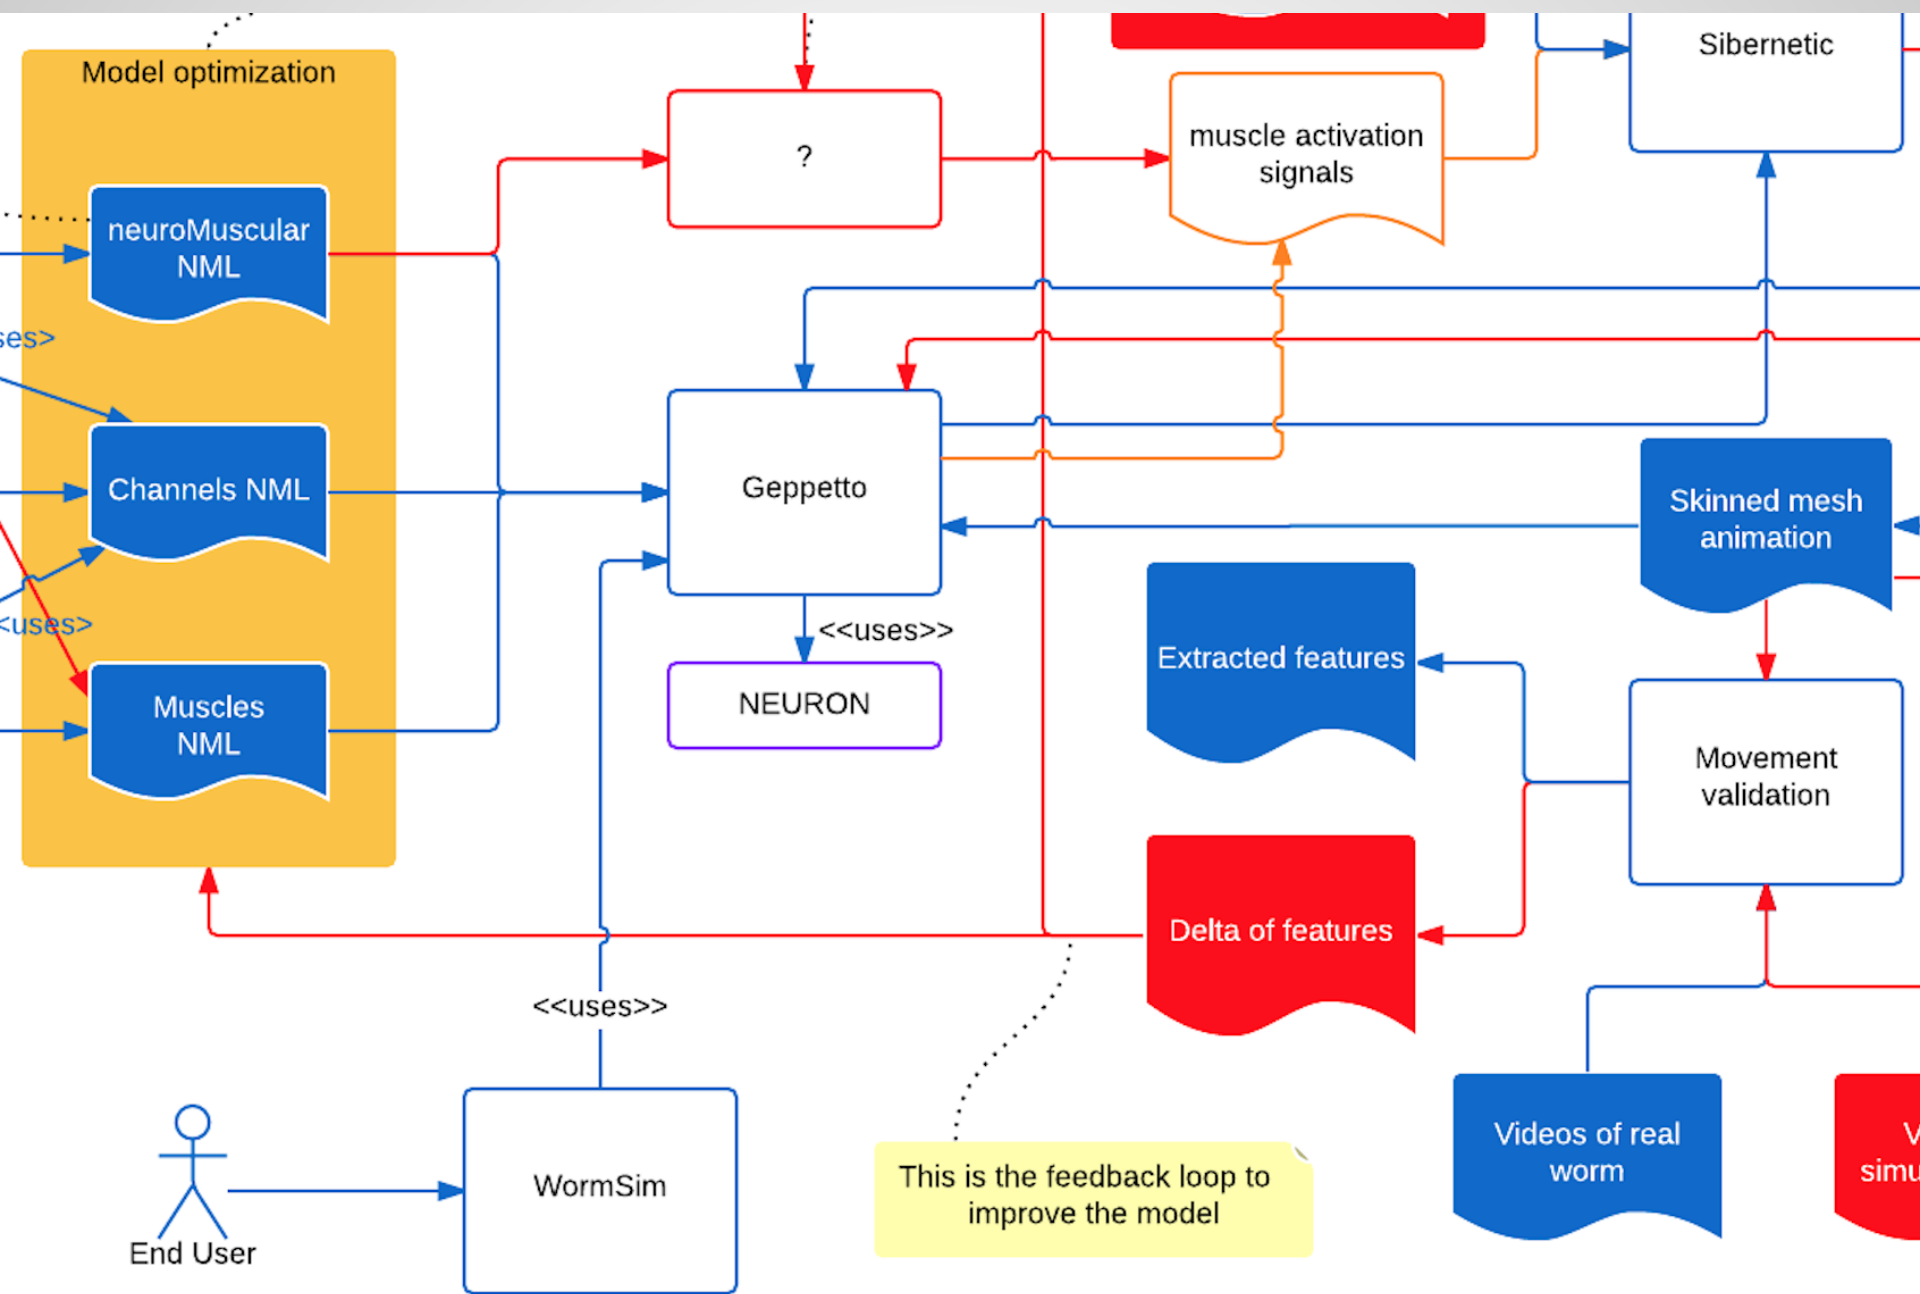 Model optimization
Sibernetic
?
muscle activation
signals
neuroMuscular
NML
ses>
Channels NML
Geppetto
Skinned mesh
animation
<uses>
<<uses>>
Extracted features
Muscles
NML
NEURON
Movement
validation
Delta of features
<<uses>>
Videos of real
worm
V
simu
This is the feedback loop to
improve the model
WormSim
End User